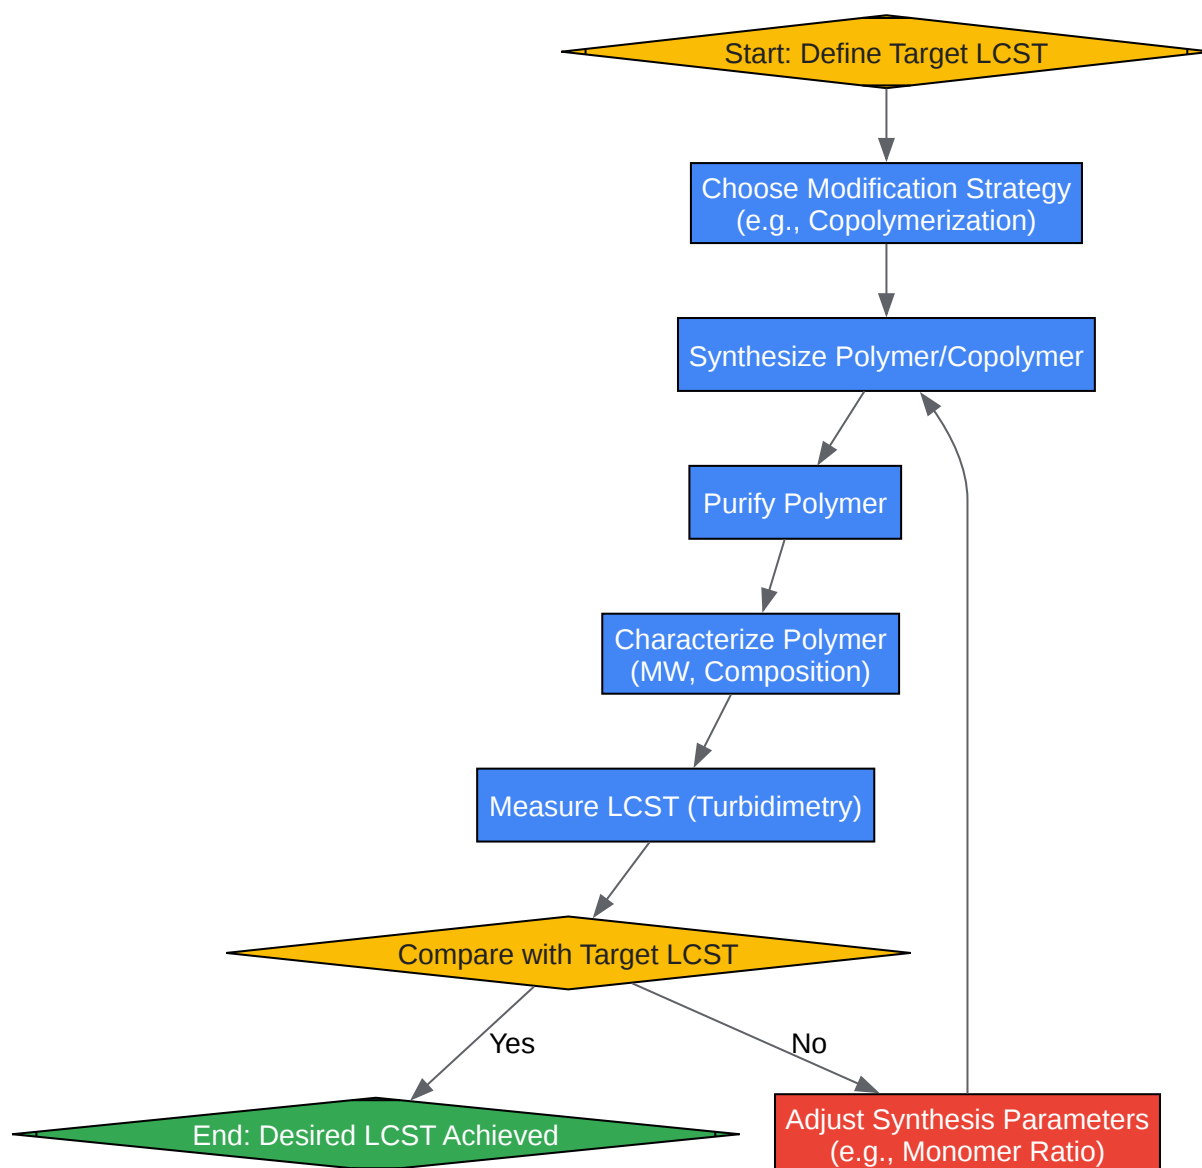 Start: Define Target LCST
Choose Modification Strategy
(e.g., Copolymerization)
Synthesize Polymer/Copolymer
Purify Polymer
Characterize Polymer
(MW, Composition)
Measure LCST (Turbidimetry)
Compare with Target LCST
Yes
No
End: Desired LCST Achieved
Adjust Synthesis Parameters
(e.g., Monomer Ratio)